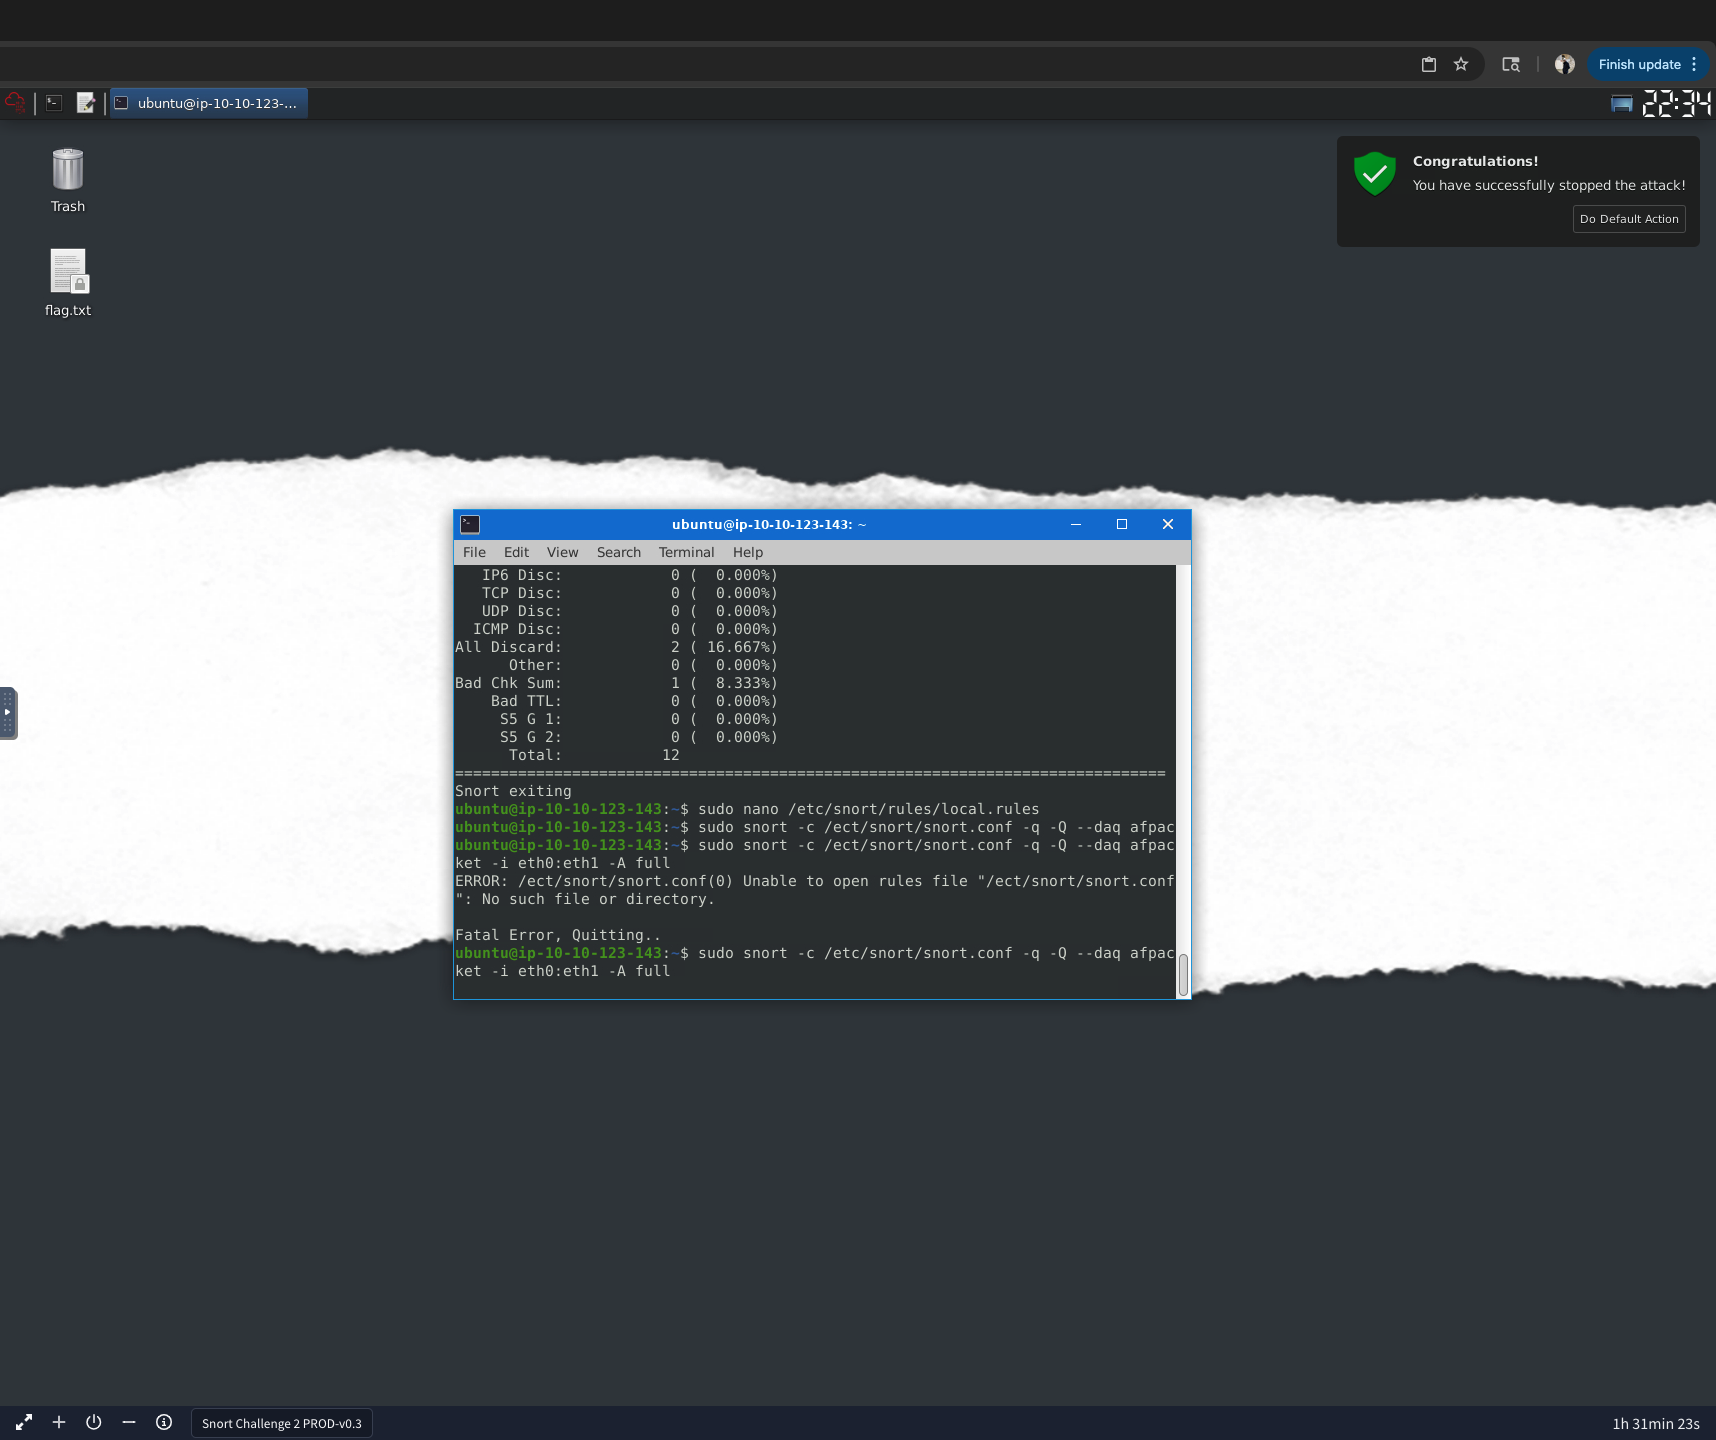 Finish update
ubuntu@ip-10-10-123-...
22:34
Trash
flag.txt
Congratulations!
You have successfully stopped the attack!
Do Default Action
ubuntu@ip-10-10-123-143: ~
File Edit View Search Terminal Help
IP6 Disc: 0 ( 0.000%)
TCP Disc: 0 ( 0.000%)
UDP Disc: 0 ( 0.000%)
ICMP Disc: 0 ( 0.000%)
All Discard: 2 ( 16.667%)
Other: 0 ( 0.000%)
Bad Chk Sum: 1 ( 8.333%)
Bad TTL: 0 ( 0.000%)
S5 G 1: 0 ( 0.000%)
S5 G 2: 0 ( 0.000%)
Total: 12
===============================================================================
Snort exiting
ubuntu@ip-10-10-123-143:~$ sudo nano /etc/snort/rules/local.rules
ubuntu@ip-10-10-123-143:~$ sudo snort -c /ect/snort/snort.conf -q -Q --daq afpac
ubuntu@ip-10-10-123-143:~$ sudo snort -c /ect/snort/snort.conf -q -Q --daq afpac
ket -i eth0:eth1 -A full
ERROR: /ect/snort/snort.conf(0) Unable to open rules file "/ect/snort/snort.conf
": No such file or directory.
Fatal Error, Quitting..
ubuntu@ip-10-10-123-143:~$ sudo snort -c /etc/snort/snort.conf -q -Q --daq afpac
ket -i eth0:eth1 -A full
Snort Challenge 2 PROD-v0.3
1h 31min 23s